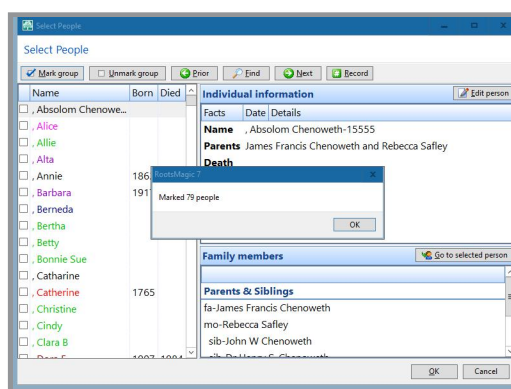 Select People
Select People
Mark group
Unmark group
Prior
Find
Next
Record
Name Born Died
, Absolom Chenowe...
, Alice
, Allie
, Alta
, Annie 186
, Barbara 191
, Berneda
, Bertha
, Betty
, Bonnie Sue
, Catharine
, Catherine 1765
, Christine
, Cindy
, Clara B
Individual information
Edit person
Facts Date Details
Name , Absolom Chenoweth-15555
Parents James Francis Chenoweth and Rebecca Safley
Death
RootsMagic 7
X
Marked 79 people
OK
Family members
Go to selected person
Parents & Siblings
fa-James Francis Chenoweth
mo-Rebecca Safley
sib-John W Chenoweth
OK
Cancel